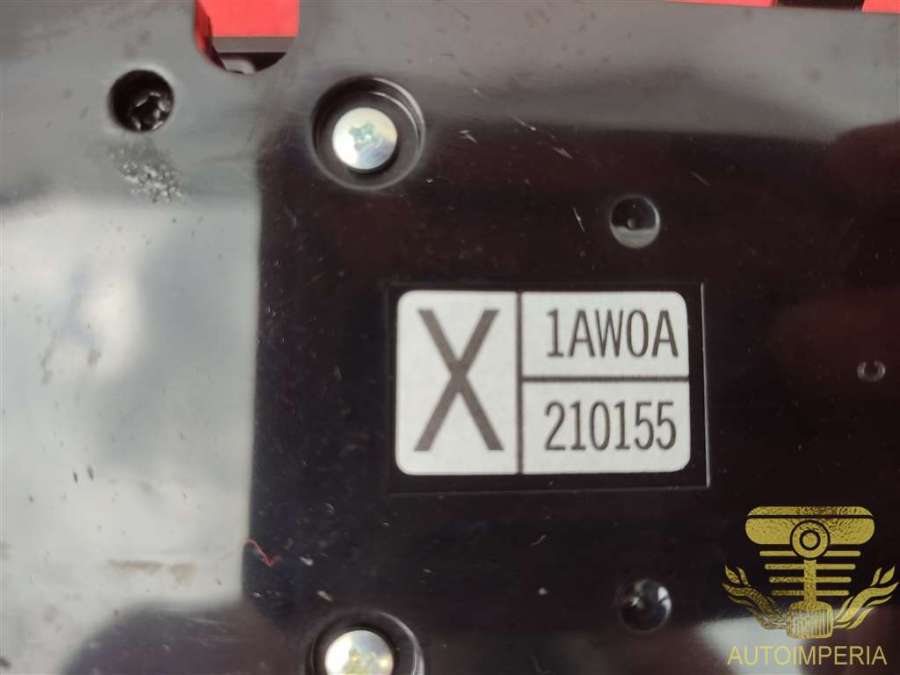 X
1AW0A
210155
AUTOIMPERIA